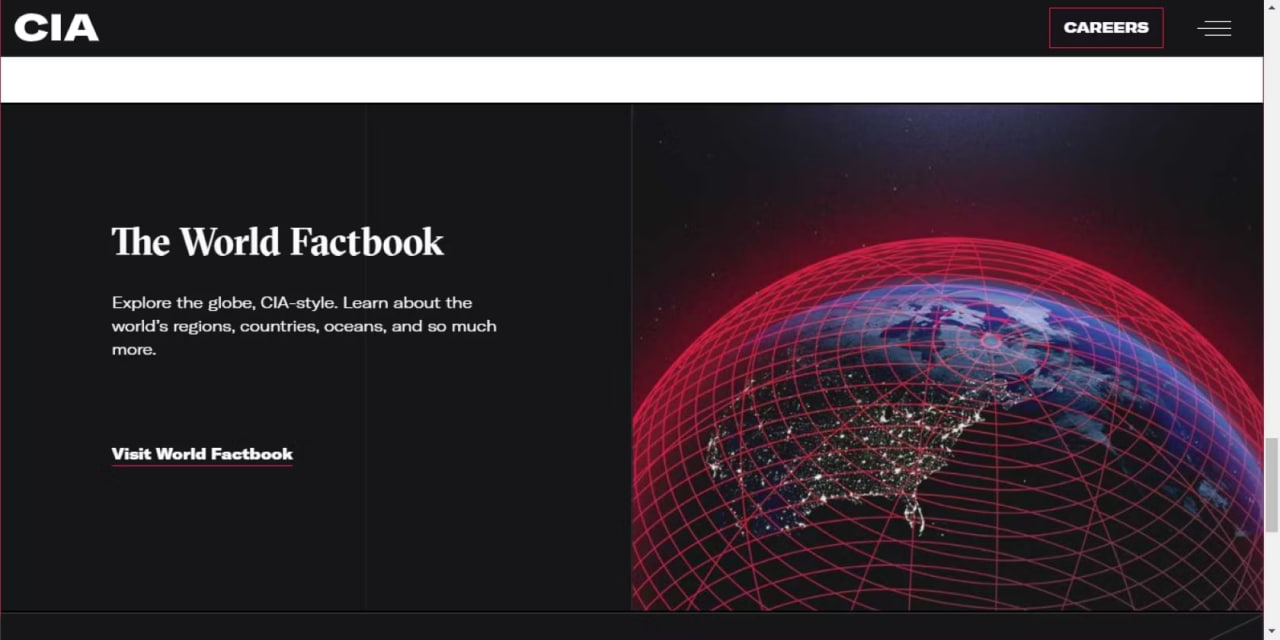 CIA
CAREERS
The World Factbook
Explore the globe, CIA-style. Learn about the
world’s regions, countries, oceans, and so much
more.
Visit World Factbook